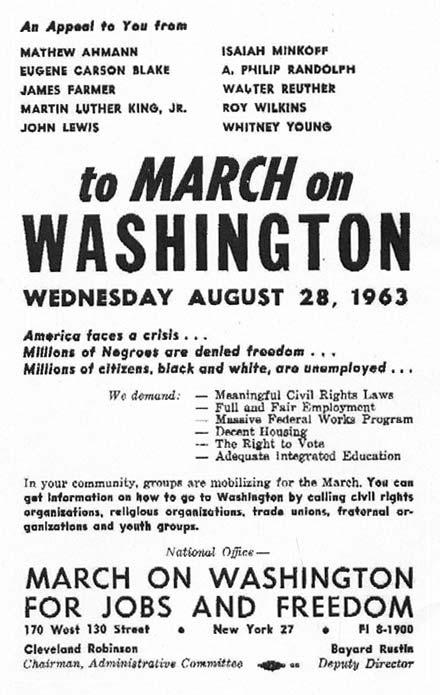 An Appeal to You from
MATHEW AHMANN ISAIAH MINKOFF
EUGENE CARSON BLAKE A. PHILIP RANDOLPH
JAMES FARMER WALTER REUTHER
MARTIN LUTHER KING, JR. ROY WILKINS
JOHN LEWIS WHITNEY YOUNG
to MARCH on
WASHINGTON
WEDNESDAY AUGUST 28, 1963
America faces a crisis . . .
Millions of Negroes are denied freedom . . .
Millions of citizens, black and white, are unemployed . . .
We demand: — Meaningful Civil Rights Laws
— Full and Fair Employment
— Massive Federal Works Program
— Decent Housing
— The Right to Vote
— Adequate Integrated Education
In your community, groups are mobilizing for the March. You can
get information on how to go to Washington by calling civil rights
organizations, religious organizations, trade unions, fraternal or-
ganizations and youth groups.
National Office —
MARCH ON WASHINGTON
FOR JOBS AND FREEDOM
170 West 130 Street • New York 27 • FI 8-1900
Cleveland Robinson Bayard Rustin
Chairman, Administrative Committee Deputy Director